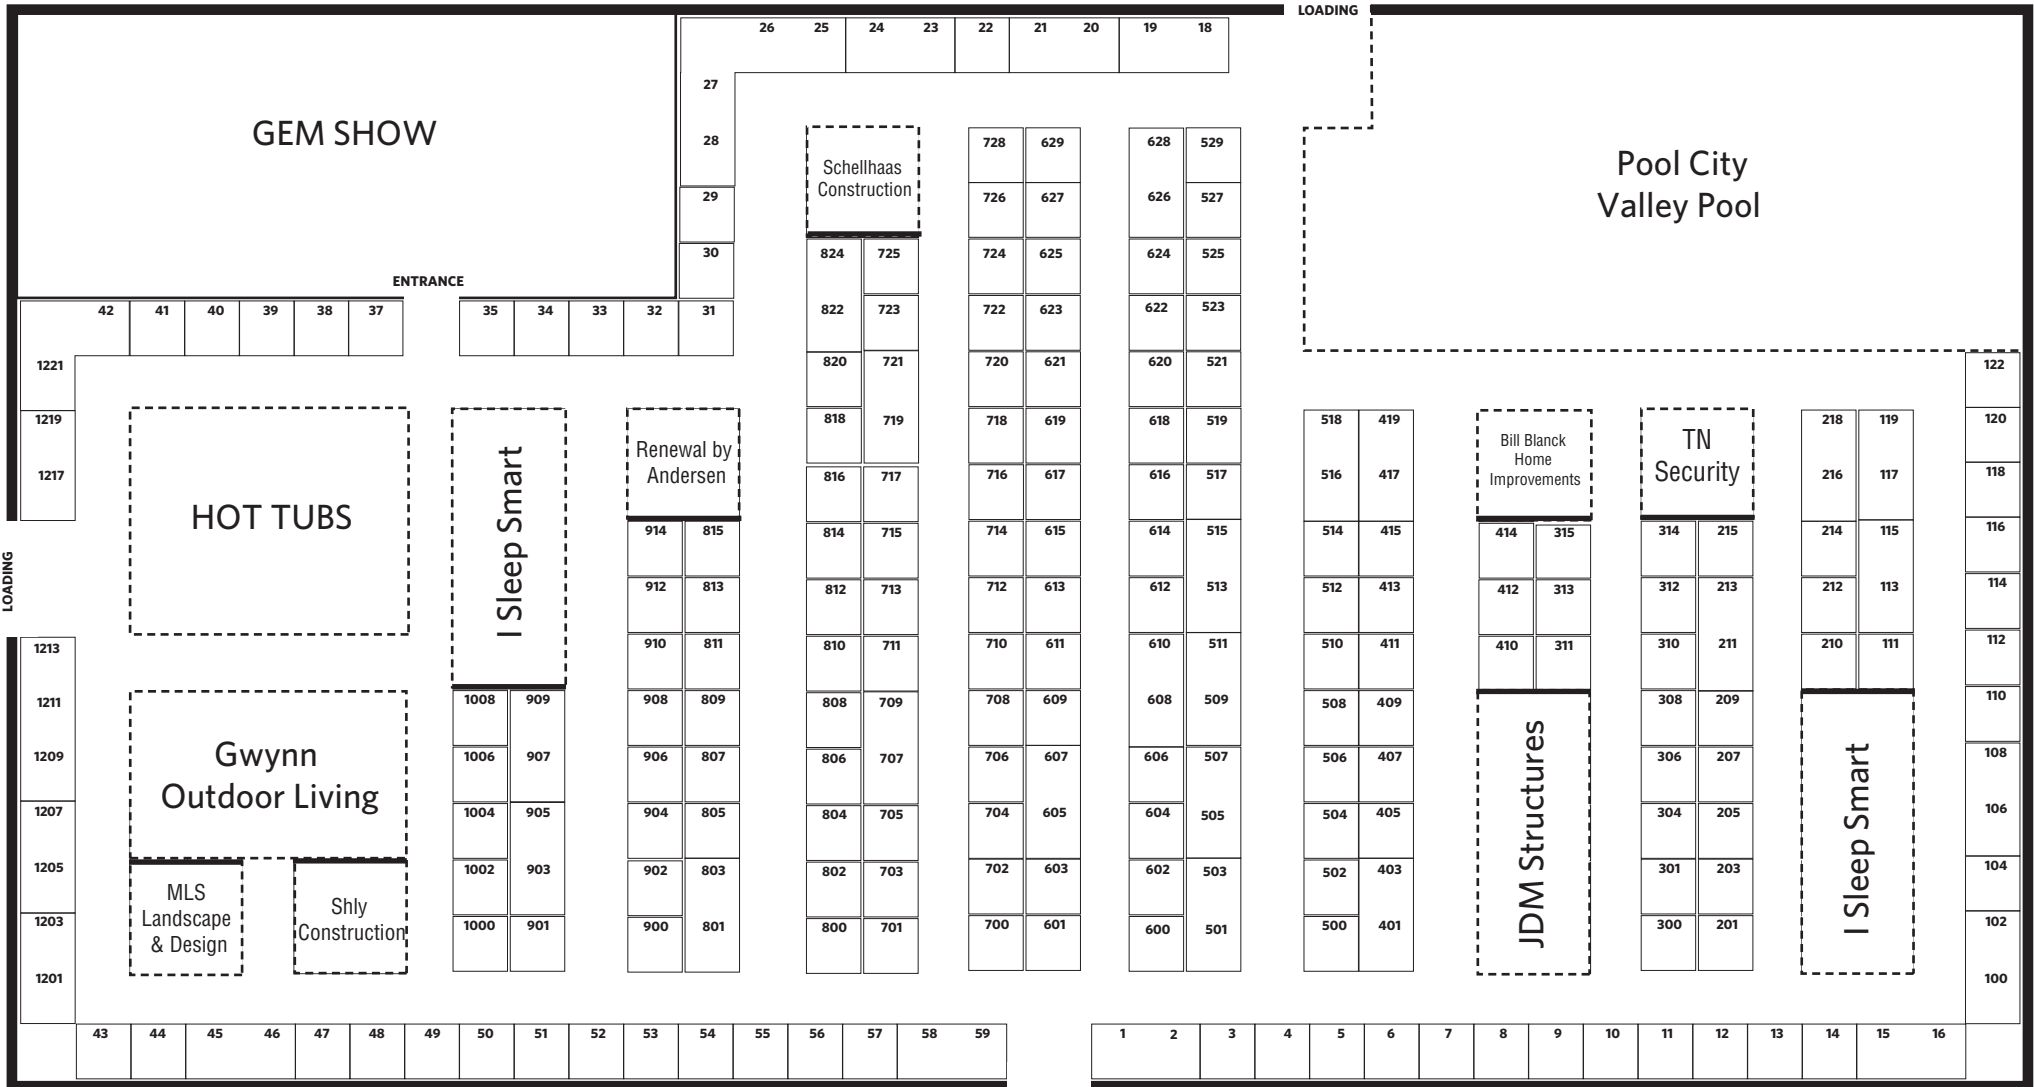 LOADING
26 25 24 23 22 21 20 19 18
27
GEM SHOW
28
29
30
ENTRANCE
42 41 40 39 38 37 35 34 33 32 31
Schellhaas
Construction
728 629 628 529
726 627 626 527
Pool City
Valley Pool
824 725 724 625 624 525
822 723 722 623 622 523
820 721 720 621 620 521
818 719 718 619 618 519
816 717 716 617 616 517
814 715 714 615 614 515
812 713 712 613 612 513
810 711 710 611 610 511
808 709 708 609 608 509
806 707 706 607 606 507
804 705 704 605 604 505
802 703 702 603 602 503
800 701 700 601 600 501
1221
1219
1217
LOADING
1213
1211
1209
1207
1205
1203
1201
HOT TUBS
Gwynn
Outdoor Living
MLS
Landscape
& Design
Shly
Construction
I Sleep Smart
1008 909
1006 907
1004 905
1002 903
1000 901
Renewal by
Andersen
914 815
912 813
910 811
908 809
906 807
904 805
902 803
900 801
518 419
516 417
514 415
512 413
510 411
508 409
506 407
504 405
502 403
500 401
Bill Blanck
Home
Improvements
414 315
412 313
410 311
JDM Structures
TN
Security
314 215
312 213
310 211
308 209
306 207
304 205
301 203
300 201
218 119
216 117
214 115
212 113
210 111
I Sleep Smart
122
120
118
116
114
112
110
108
106
104
102
100
43 44 45 46 47 48 49 50 51 52 53 54 55 56 57 58 59 1 2 3 4 5 6 7 8 9 10 11 12 13 14 15 16